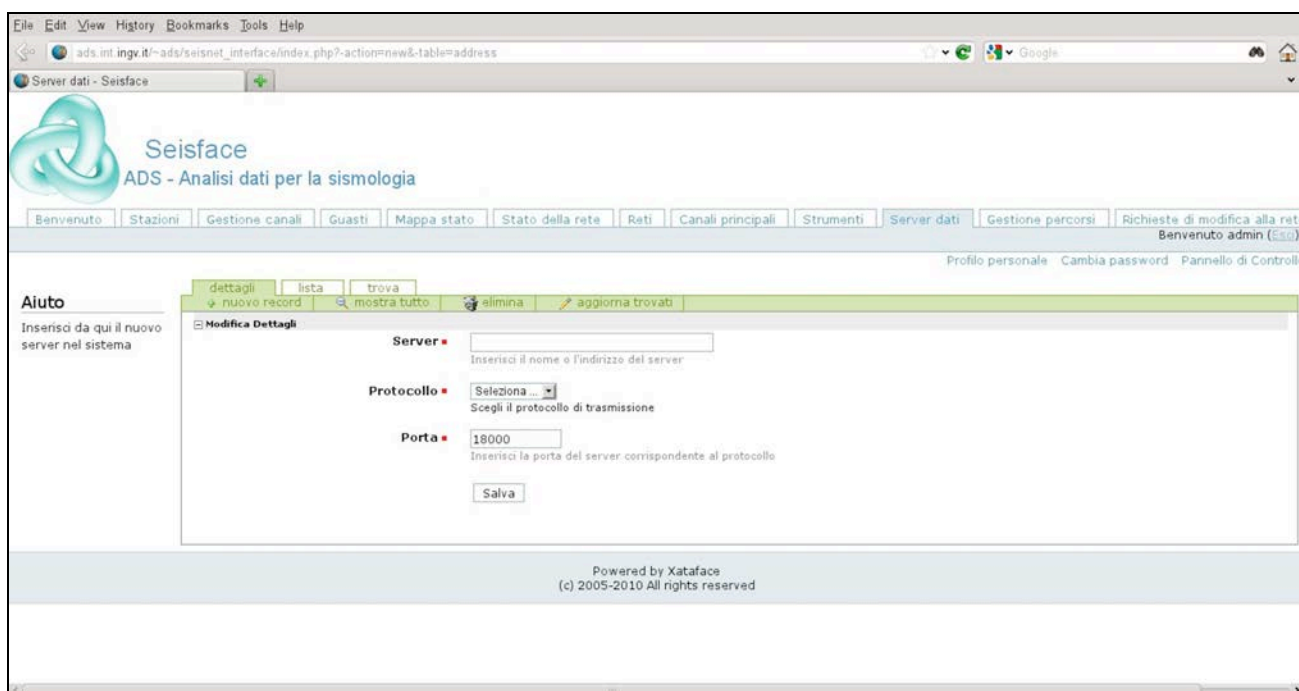 File Edit View History Bookmarks Tools Help
ads.int.ingv.it/~ads/seisnet_interface/index.php?-action=new&-table=address Google
Server dati - Seisface
Seisface
ADS - Analisi dati per la sismologia
Benvenuto Stazioni Gestione canali Guasti Mappa stato Stato della rete Reti Canali principali Strumenti Server dati Gestione percorsi Richieste di modifica alla ret
Benvenuto admin (Esci)
Profilo personale Cambia password Pannello di Controll
dettagli lista trova
nuovo record mostra tutto elimina aggiorna trovati
Aiuto
Inserisci da qui il nuovo
server nel sistema
Modifica Dettagli
Server
Inserisci il nome o l'indirizzo del server
Protocollo Seleziona ...
Scegli il protocollo di trasmissione
Porta 18000
Inserisci la porta del server corrispondente al protocollo
Salva
Powered by Xataface
(c) 2005-2010 All rights reserved